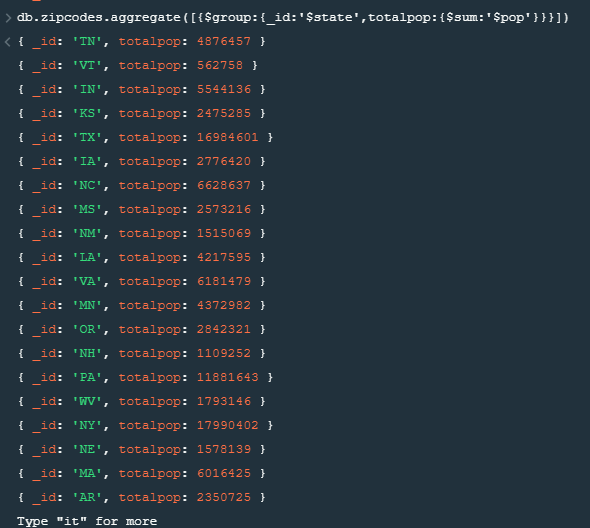 > db.zipcodes.aggregate([{$group:{_id:'$state',totalpop:{$sum:'$pop'}}}])
< { _id: 'TN', totalpop: 4876457 }
{ _id: 'VT', totalpop: 562758 }
{ _id: 'IN', totalpop: 5544136 }
{ _id: 'KS', totalpop: 2475285 }
{ _id: 'TX', totalpop: 16984601 }
{ _id: 'IA', totalpop: 2776420 }
{ _id: 'NC', totalpop: 6628637 }
{ _id: 'MS', totalpop: 2573216 }
{ _id: 'NM', totalpop: 1515069 }
{ _id: 'LA', totalpop: 4217595 }
{ _id: 'VA', totalpop: 6181479 }
{ _id: 'MN', totalpop: 4372982 }
{ _id: 'OR', totalpop: 2842321 }
{ _id: 'NH', totalpop: 1109252 }
{ _id: 'PA', totalpop: 11881643 }
{ _id: 'WV', totalpop: 1793146 }
{ _id: 'NY', totalpop: 17990402 }
{ _id: 'NE', totalpop: 1578139 }
{ _id: 'MA', totalpop: 6016425 }
{ _id: 'AR', totalpop: 2350725 }
Type "it" for more